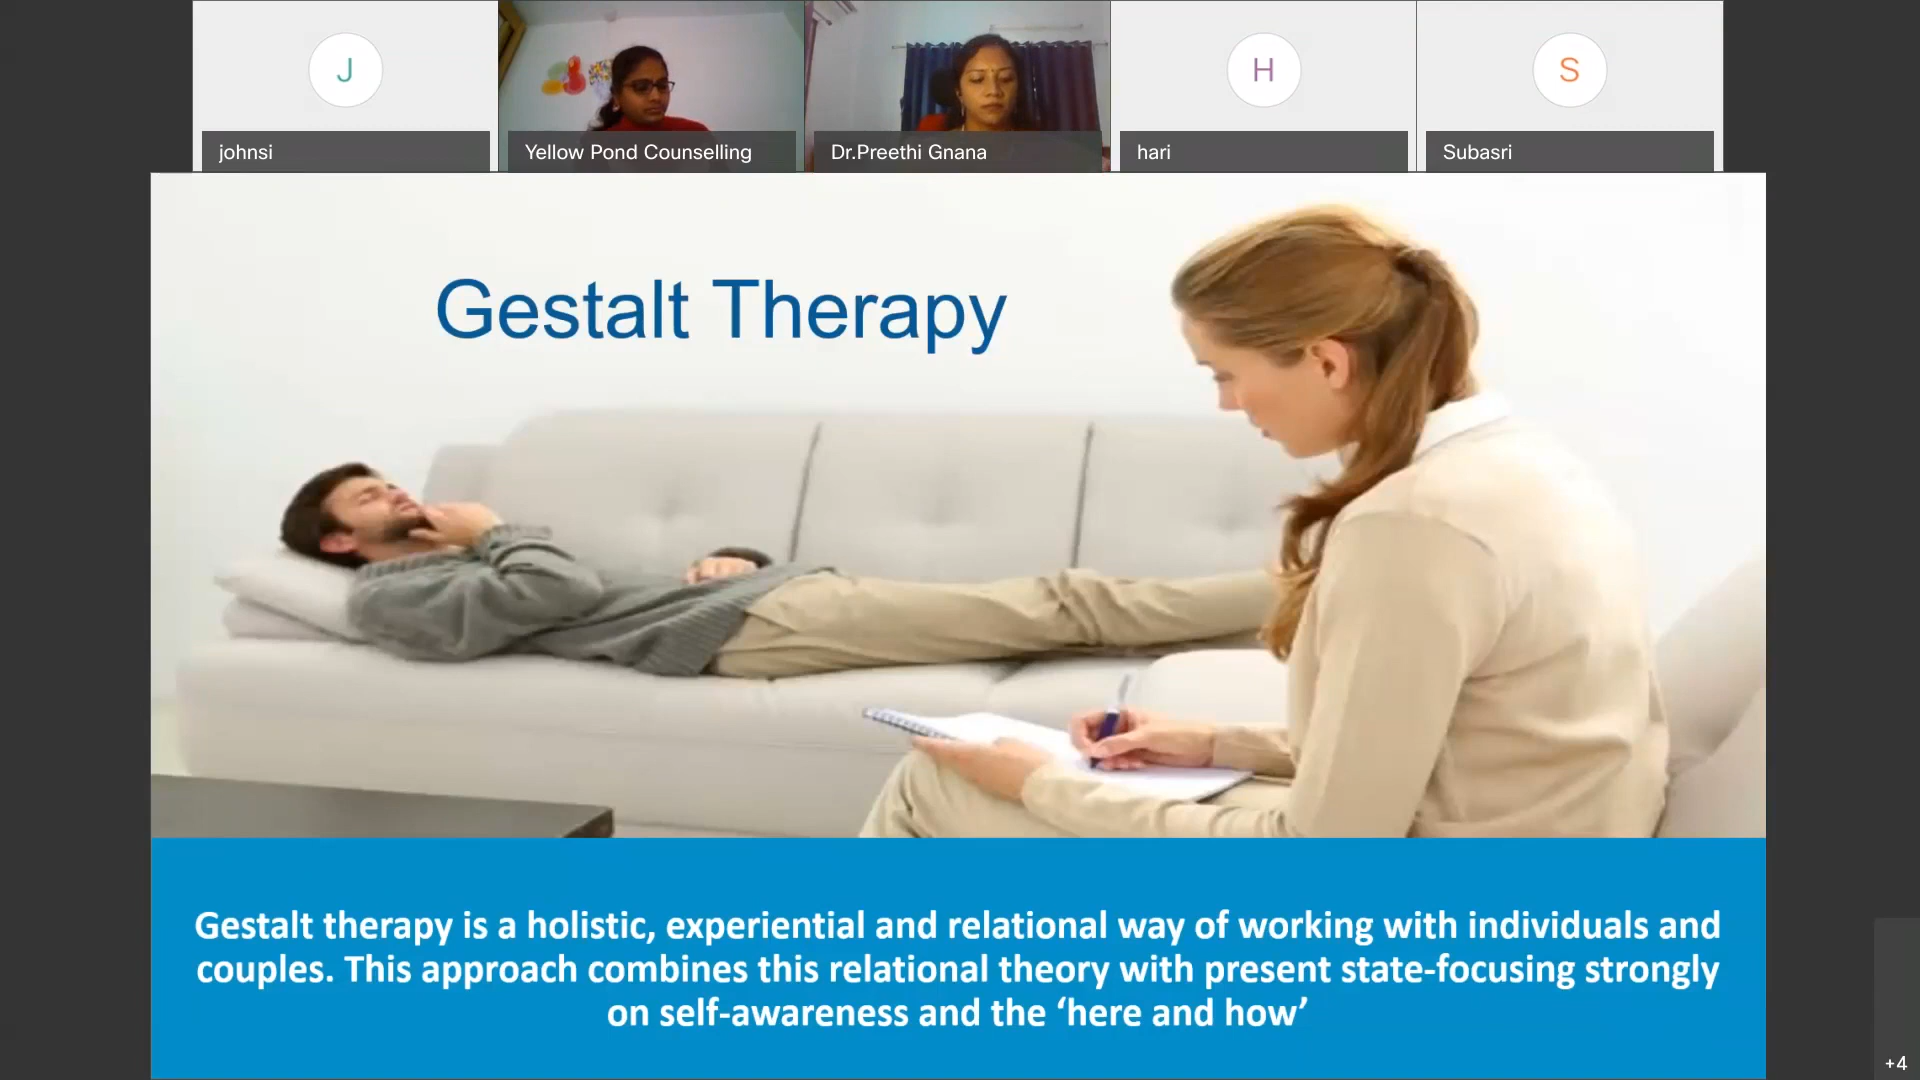 J
H
S
johnsi
Yellow Pond Counselling
Dr.Preethi Gnana
hari
Subasri
Gestalt Therapy
Gestalt therapy is a holistic, experiential and relational way of working with individuals and
couples. This approach combines this relational theory with present state-focusing strongly
on self-awareness and the ‘here and how’
+4